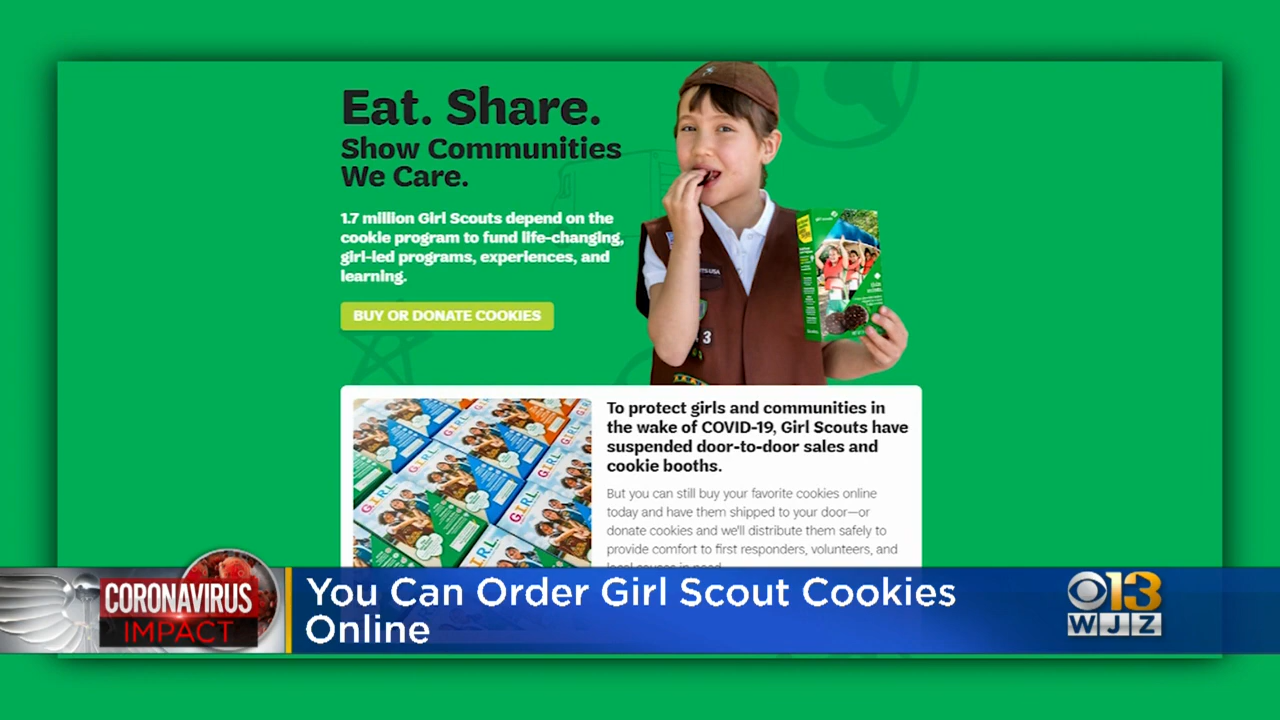 Eat. Share.
Show Communities
We Care.
1.7 million Girl Scouts depend on the
cookie program to fund life-changing,
girl-led programs, experiences, and
learning.
BUY OR DONATE COOKIES
3
To protect girls and communities in
the wake of COVID-19, Girl Scouts have
suspended door-to-door sales and
cookie booths.
But you can still buy your favorite cookies online
today and have them shipped to your door—or
donate cookies and we'll distribute them safely to
provide comfort to first responders, volunteers, and
GIRL
GIRL
GIRL
GIRL
CORONAVIRUS
IMPACT
You Can Order Girl Scout Cookies
Online
13
WJZ